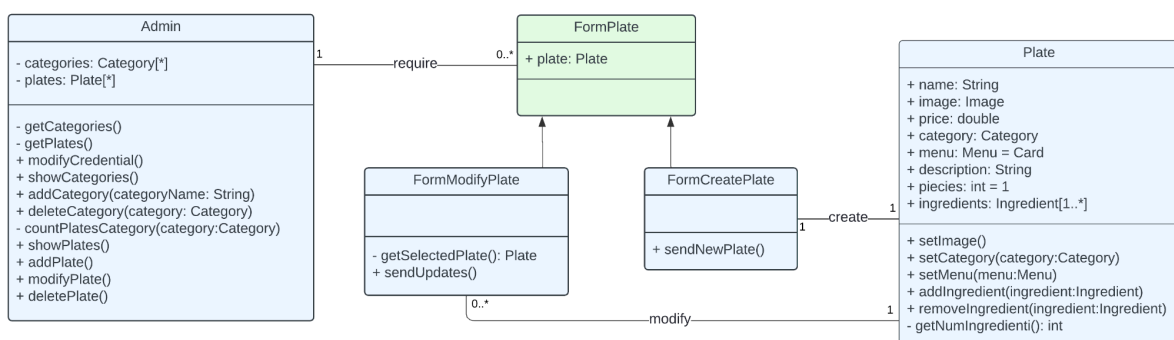 Admin
- categories: Category[*]
- plates: Plate[*]
- getCategories()
- getPlates()
+ modifyCredential()
+ showCategories()
+ addCategory(categoryName: String)
+ deleteCategory(category: Category)
- countPlatesCategory(category:Category)
+ showPlates()
+ addPlate()
+ modifyPlate()
+ deletePlate()
1
require
0..*
FormPlate
+ plate: Plate
FormModifyPlate
- getSelectedPlate(): Plate
+ sendUpdates()
FormCreatePlate
+ sendNewPlate()
1
create
1
0..*
modify
1
Plate
+ name: String
+ image: Image
+ price: double
+ category: Category
+ menu: Menu = Card
+ description: String
+ piecies: int = 1
+ ingredients: Ingredient[1..*]
+ setImage()
+ setCategory(category:Category)
+ setMenu(menu:Menu)
+ addIngredient(ingredient:Ingredient)
+ removeIngredient(ingredient:Ingredient)
- getNumIngredienti(): int